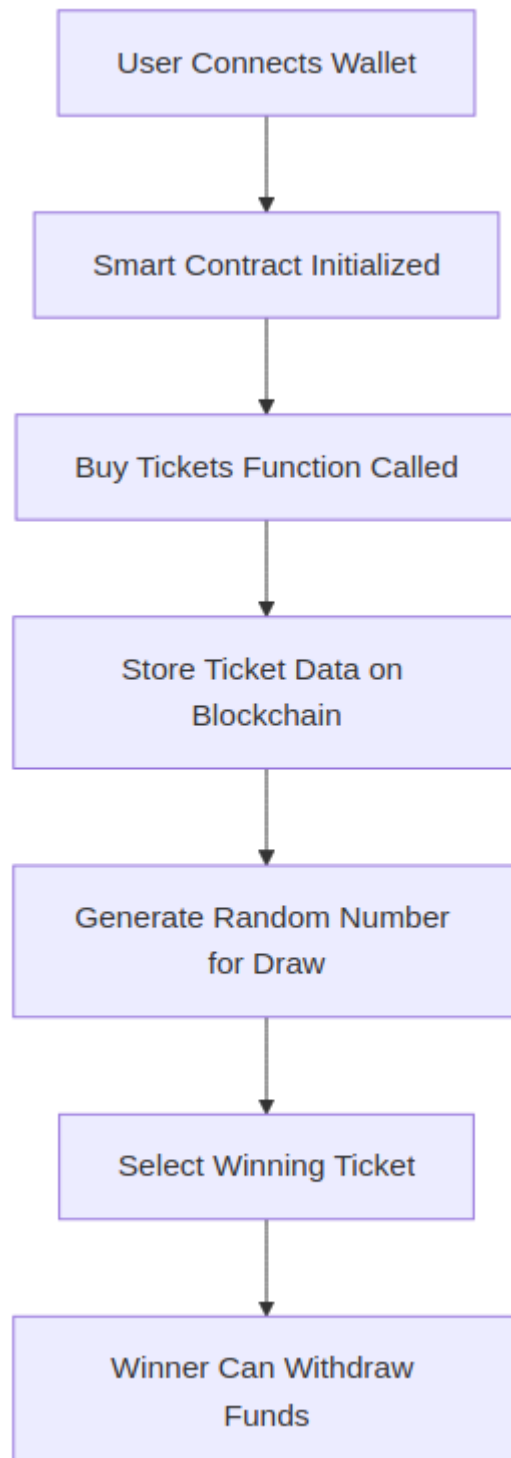 User Connects Wallet
Smart Contract Initialized
Buy Tickets Function Called
Store Ticket Data on
Blockchain
Generate Random Number
for Draw
Select Winning Ticket
Winner Can Withdraw
Funds